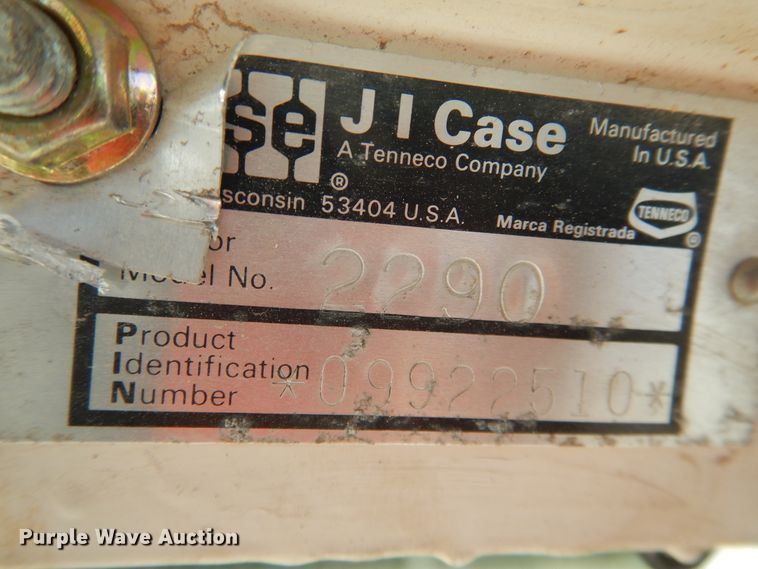 se J I Case Manufactured
A Tenneco Company In U.S.A.
®
sconsin 53404 U.S.A. Marca Registrada TENNECO ®
or
Model No. 2290
Product
Identification
Number *09922510*
Purple Wave Auction